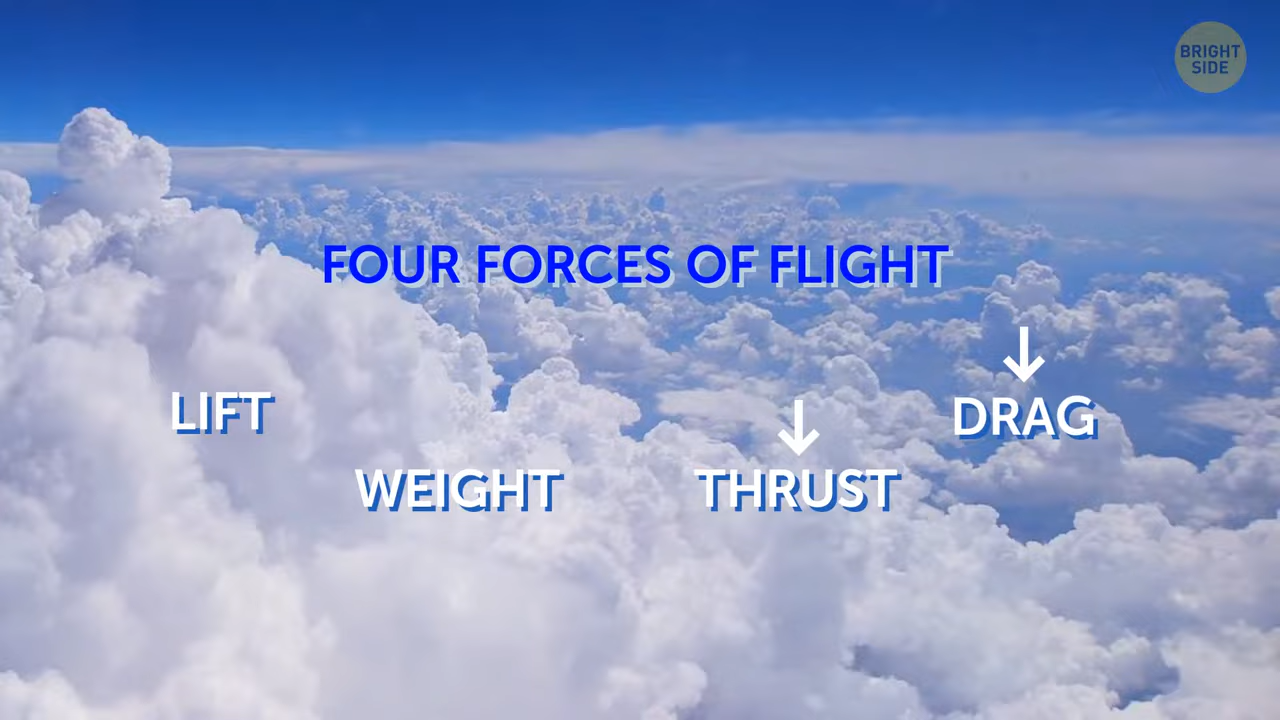 BRIGHT
SIDE
FOUR FORCES OF FLIGHT
LIFT
WEIGHT
THRUST
DRAG